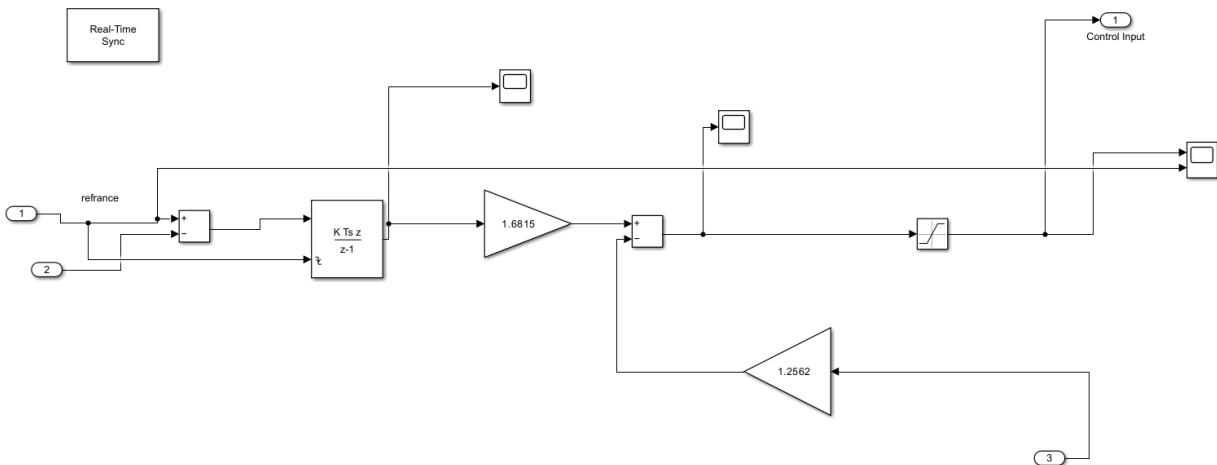 Real-Time
Sync
1
Control Input
refrance
1
+
−
2
K Ts z
z-1
1.6815
+
−
1.2562
3